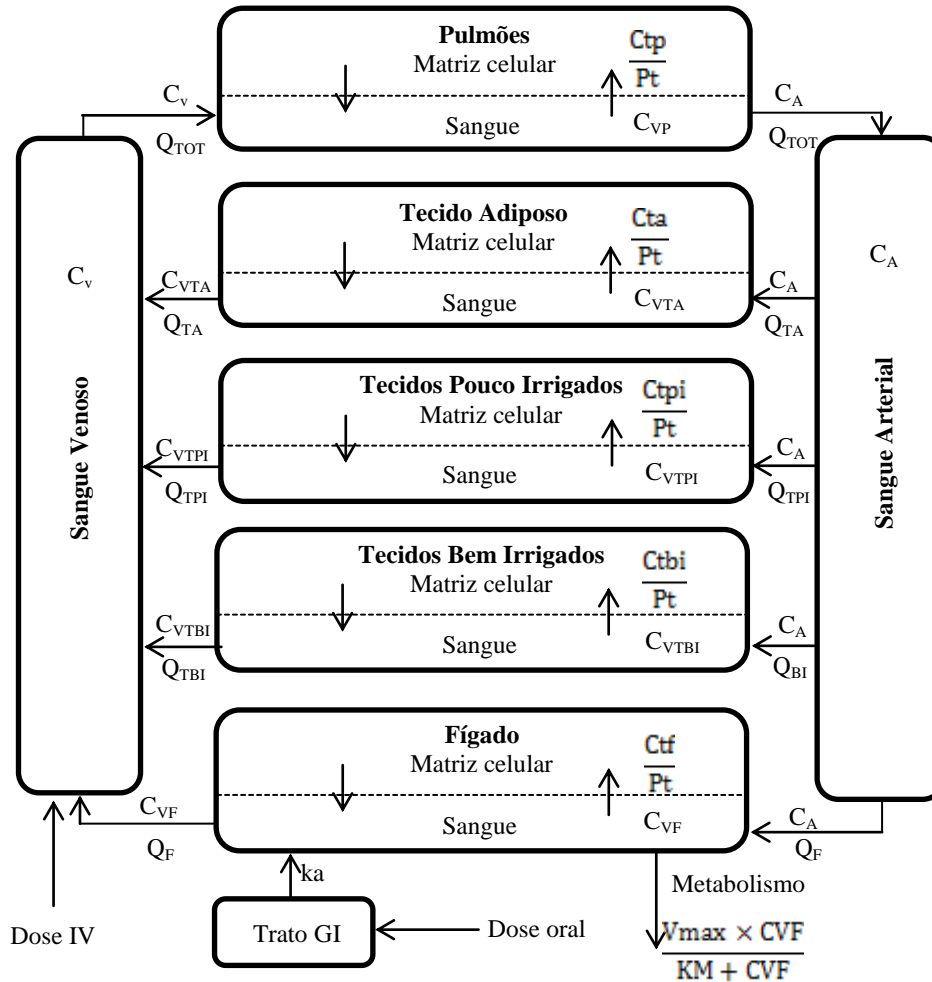 Pulmões
Matriz celular
Ctp
Pt
Sangue
C_VP
C_v
Q_TOT
C_A
Q_TOT
Tecido Adiposo
Matriz celular
Cta
Pt
Sangue
C_VTA
C_VTA
Q_TA
C_A
Q_TA
C_v
Sangue Venoso
C_A
Sangue Arterial
Tecidos Pouco Irrigados
Matriz celular
Ctpi
Pt
Sangue
C_VTPI
C_VTPI
Q_TPI
C_A
Q_TPI
Tecidos Bem Irrigados
Matriz celular
Ctbi
Pt
Sangue
C_VTBI
C_VTBI
Q_TBI
C_A
Q_BI
Fígado
Matriz celular
Ctf
Pt
Sangue
C_VF
C_VF
Q_F
C_A
Q_F
ka
Metabolismo
Dose IV
Trato GI
Dose oral
Vmax × CVF
KM + CVF